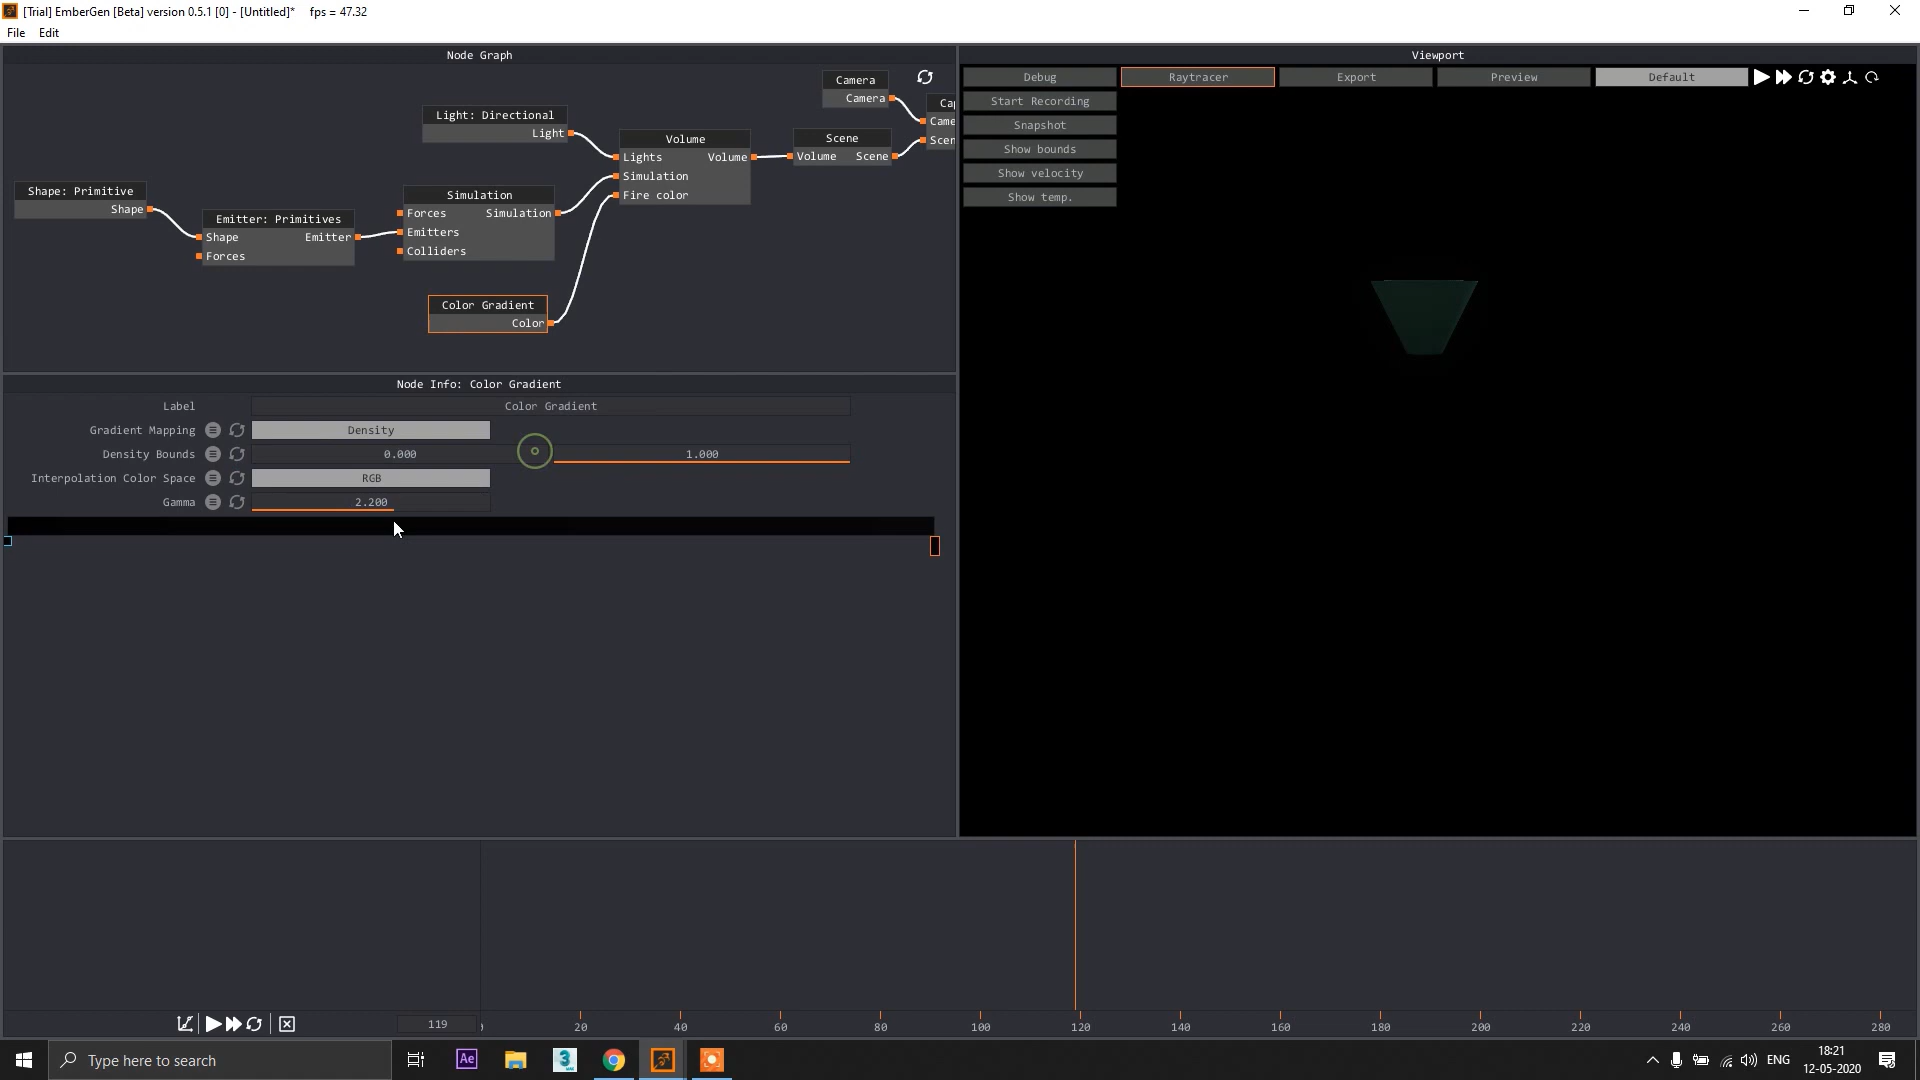 [Trial] EmberGen [Beta] version 0.5.1 [0] - [Untitled]* fps = 47.32
File Edit
Node Graph
Camera
Camera
Light: Directional
Light
Volume
Lights Volume
Simulation
Fire color
Scene
Volume Scene
Shape: Primitive
Shape
Emitter: Primitives
Shape Emitter
Forces
Simulation
Forces Simulation
Emitters
Colliders
Color Gradient
Color
Node Info: Color Gradient
Label Color Gradient
Gradient Mapping Density
Density Bounds 0.000 1.000
Interpolation Color Space RGB
Gamma 2.200
Viewport
Debug Raytracer Export Preview Default
Start Recording
Snapshot
Show bounds
Show velocity
Show temp.
119 20 40 60 80 100 120 140 160 180 200 220 240 260 280
Type here to search
Ae
3
ENG
18:21
12-05-2020